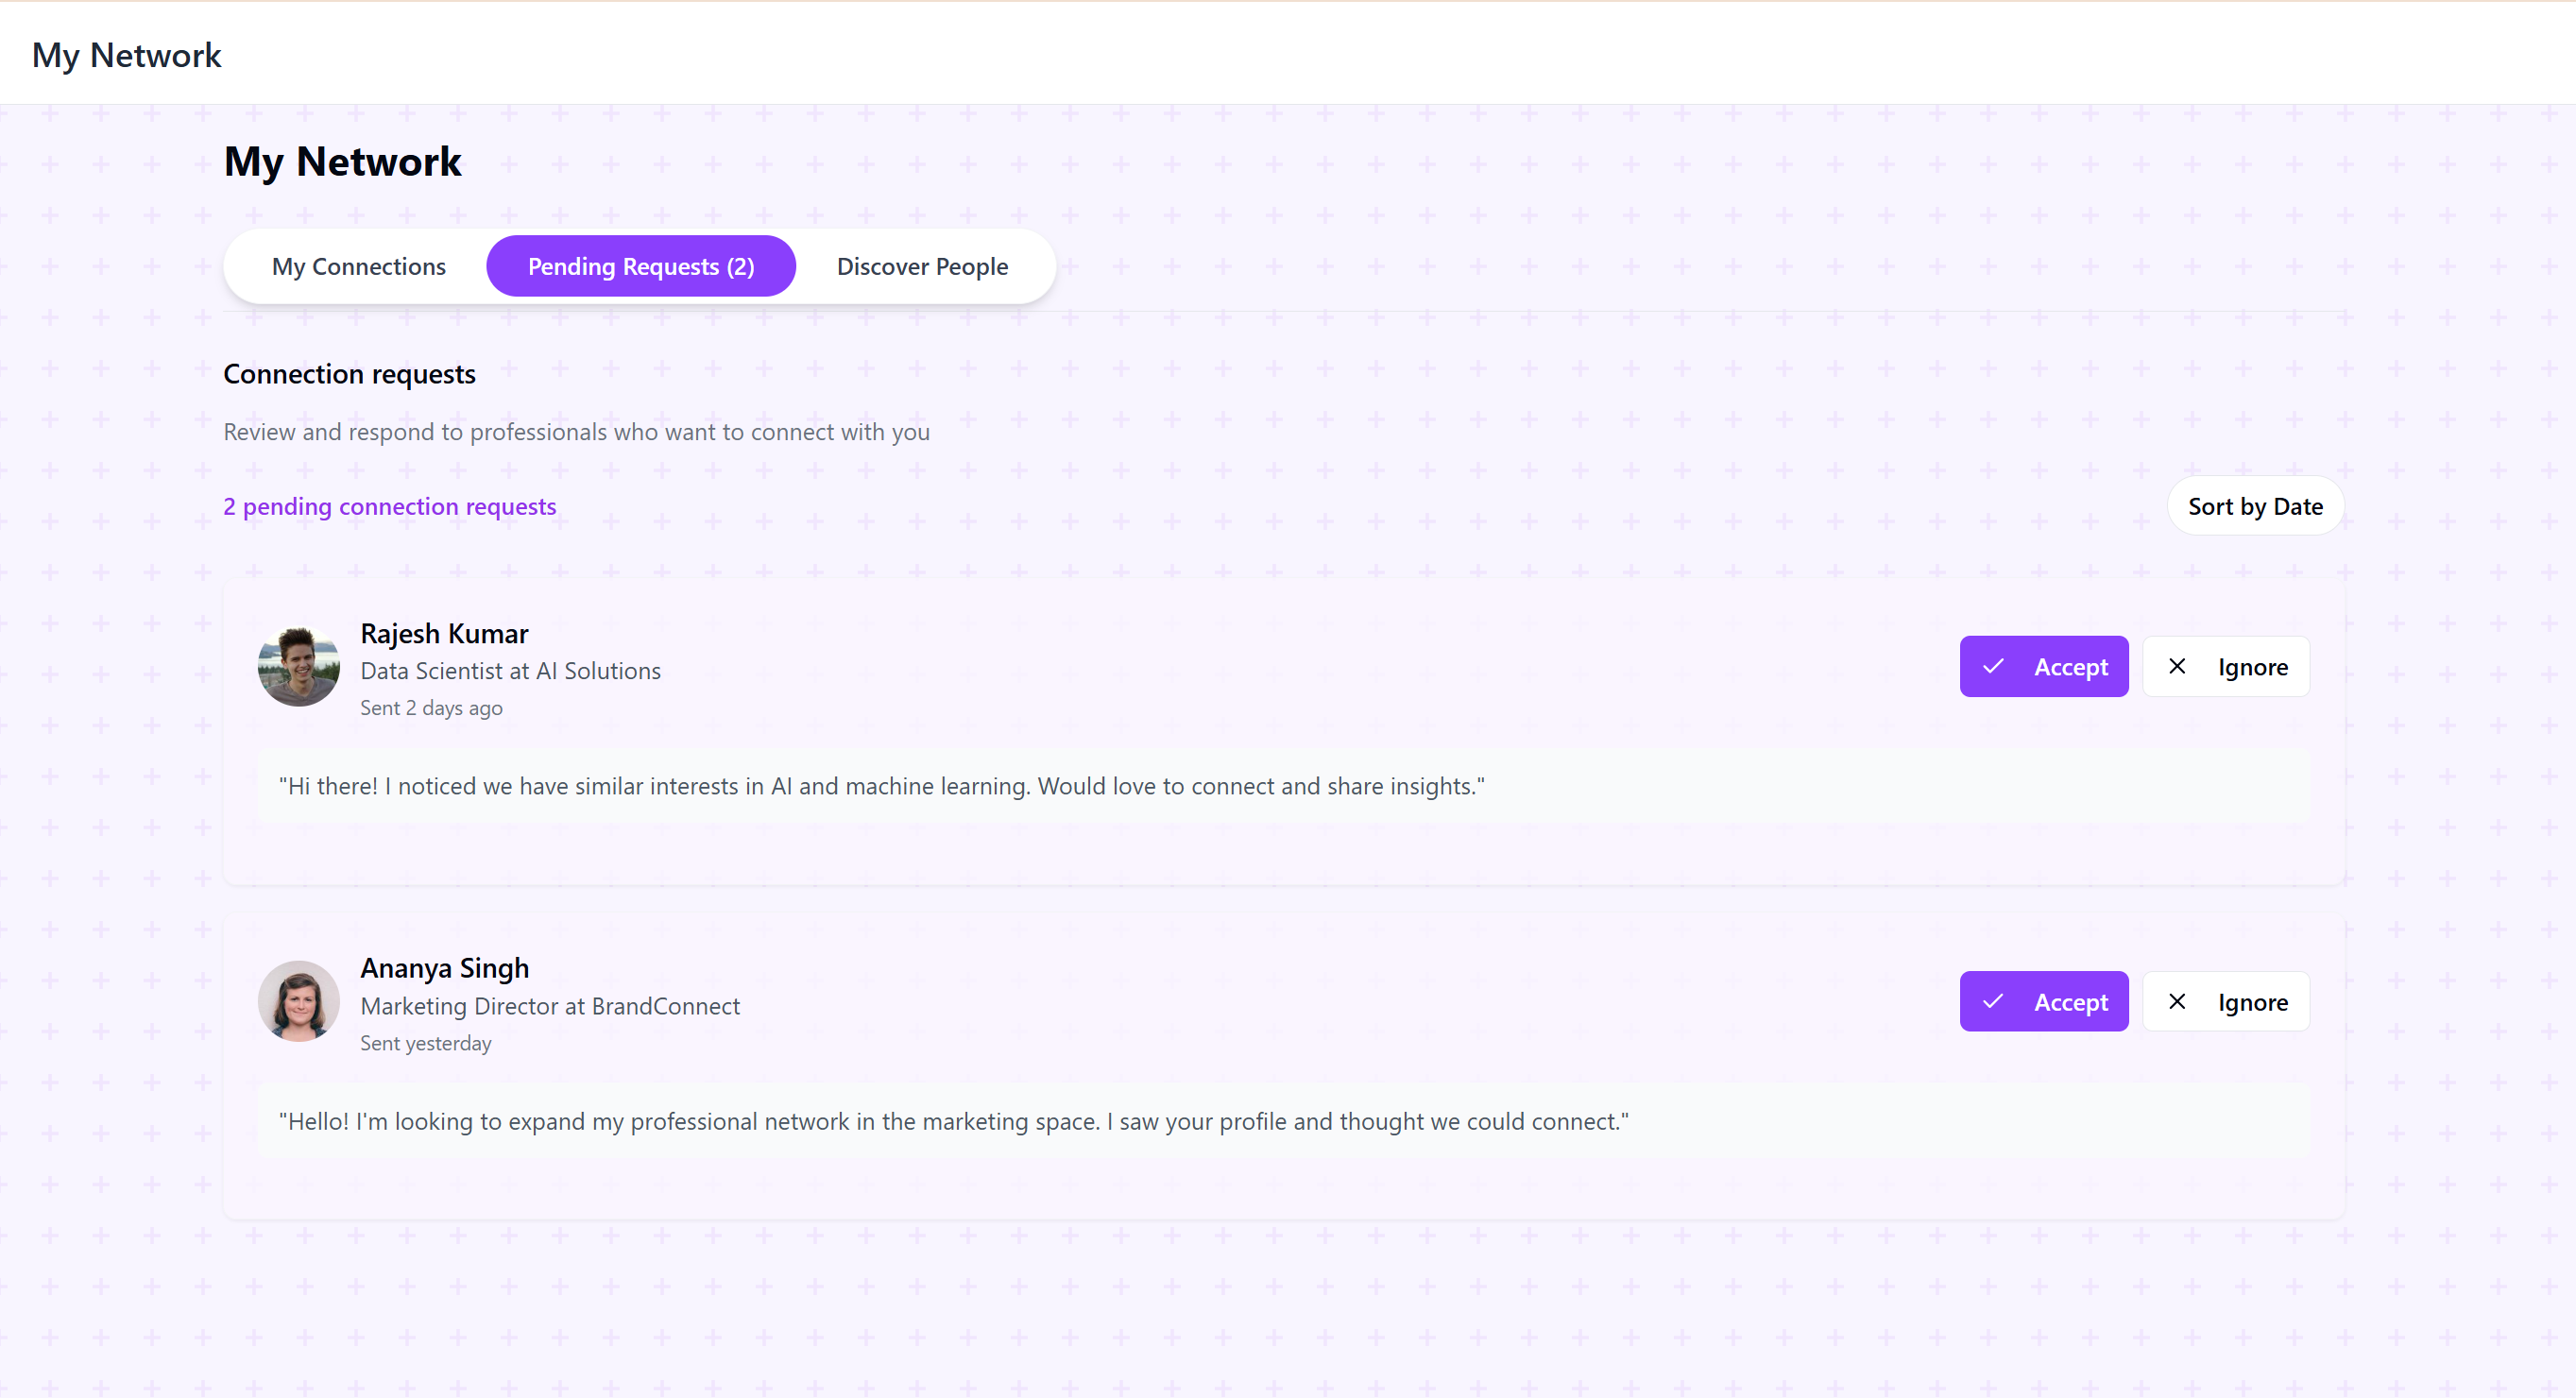 My Network
My Network
My Connections
Pending Requests (2)
Discover People
Connection requests
Review and respond to professionals who want to connect with you
2 pending connection requests
Sort by Date
Rajesh Kumar
Data Scientist at AI Solutions
Sent 2 days ago
Accept
Ignore
"Hi there! I noticed we have similar interests in AI and machine learning. Would love to connect and share insights."
Ananya Singh
Marketing Director at BrandConnect
Sent yesterday
Accept
Ignore
"Hello! I'm looking to expand my professional network in the marketing space. I saw your profile and thought we could connect."